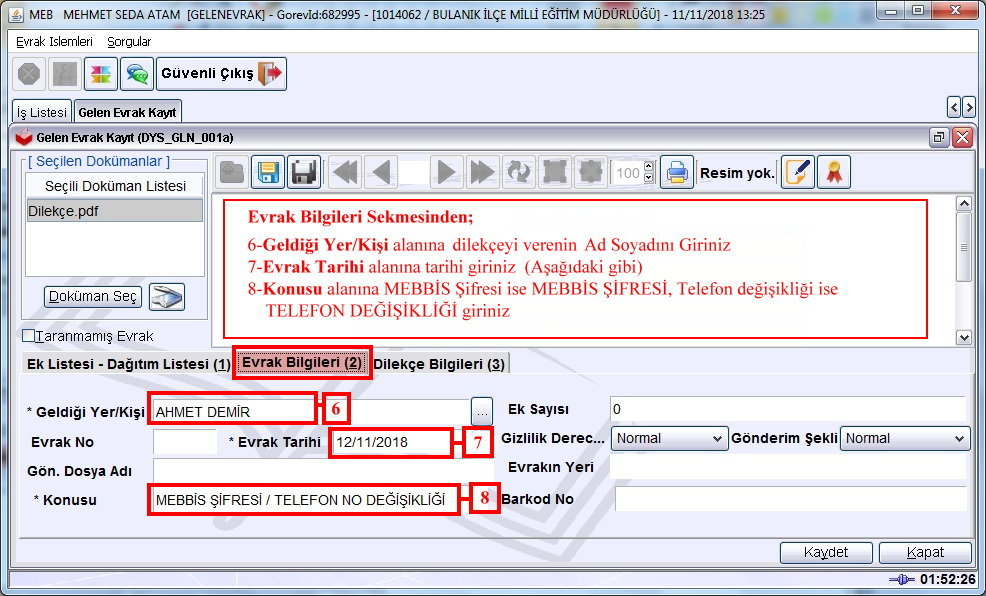 MEB MEHMET SEDA ATAM [GELENEVRAK] - GorevId:682995 - [1014062 / BULANIK İLÇE MİLLİ EĞİTİM MÜDÜRLÜĞÜ] - 11/11/2018 13:25
Evrak Islemleri Sorgular
Güvenli Çıkış
İş Listesi Gelen Evrak Kayıt
Gelen Evrak Kayıt (DYS_GLN_001a)
[ Seçilen Dokümanlar ]
Seçili Doküman Listesi
Dilekçe.pdf
Doküman Seç
Taranmamış Evrak
100 Resim yok.
Evrak Bilgileri Sekmesinden;
6-Geldiği Yer/Kişi alanına dilekçeyi verenin Ad Soyadını Giriniz
7-Evrak Tarihi alanına tarihi giriniz (Aşağıdaki gibi)
8-Konusu alanına MEBBİS Şifresi ise MEBBİS ŞİFRESİ, Telefon değişikliği ise
TELEFON DEĞİŞİKLİĞİ giriniz
Ek Listesi - Dağıtım Listesi (1) Evrak Bilgileri (2) Dilekçe Bilgileri (3)
* Geldiği Yer/Kişi AHMET DEMİR 6 ... Ek Sayısı 0
Evrak No * Evrak Tarihi 12/11/2018 7 Gizlilik Derec... Normal Gönderim Şekli Normal
Gön. Dosya Adı Evrakın Yeri
* Konusu MEBBİS ŞİFRESİ / TELEFON NO DEĞİŞİKLİĞİ 8 Barkod No
Kaydet Kapat
01:52:26